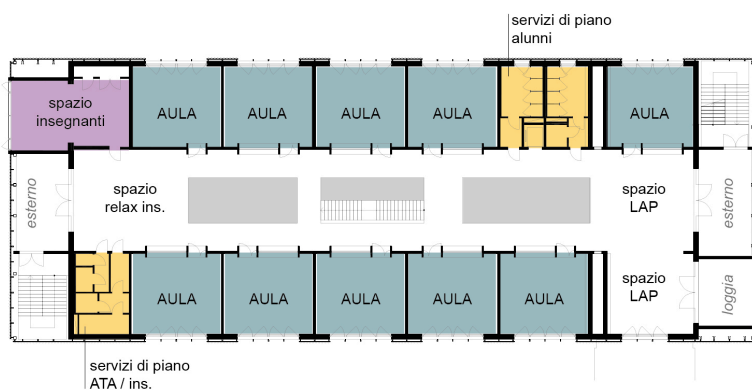 servizi di piano
alunni
spazio
insegnanti
AULA
AULA
AULA
AULA
AULA
esterno
spazio
relax ins.
spazio
LAP
esterno
AULA
AULA
AULA
AULA
AULA
spazio
LAP
loggia
servizi di piano
ATA / ins.